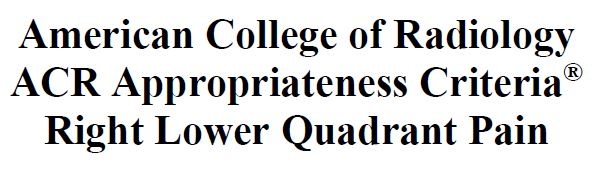 American College of Radiology
ACR Appropriateness Criteria®
Right Lower Quadrant Pain